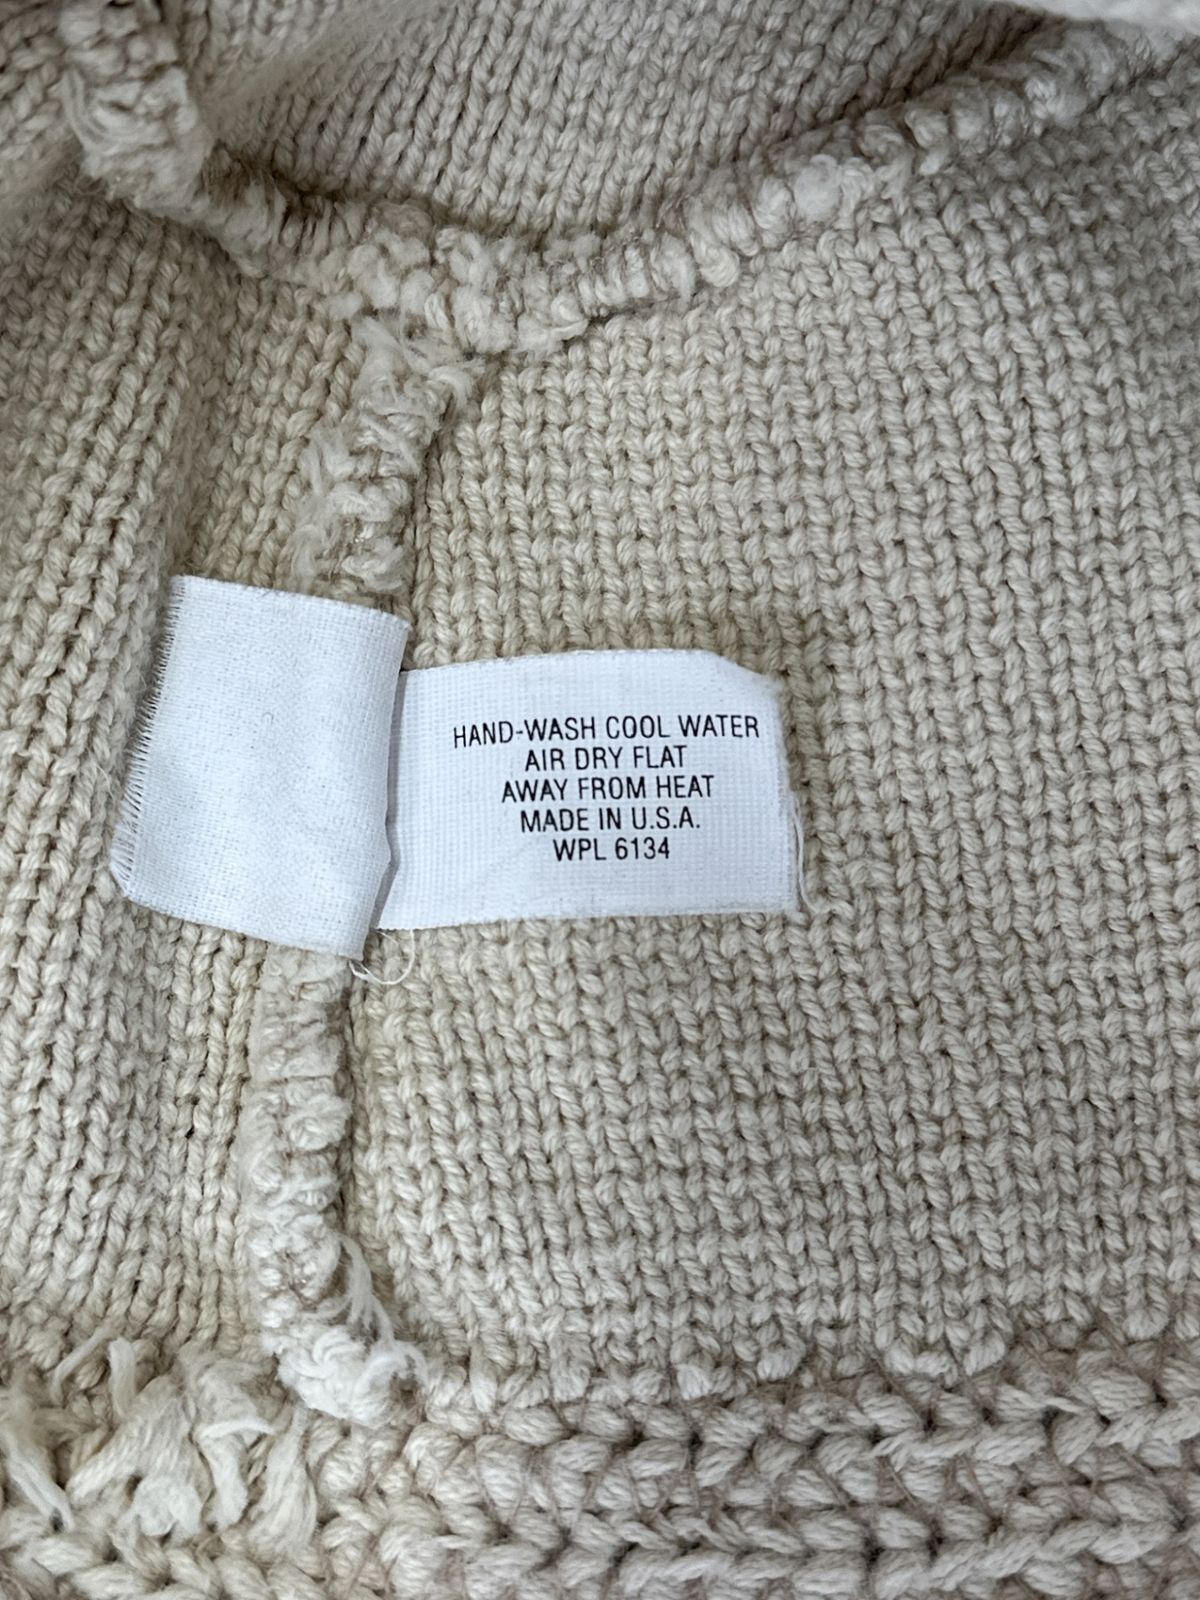 HAND-WASH COOL WATER
AIR DRY FLAT
AWAY FROM HEAT
MADE IN U.S.A.
WPL 6134